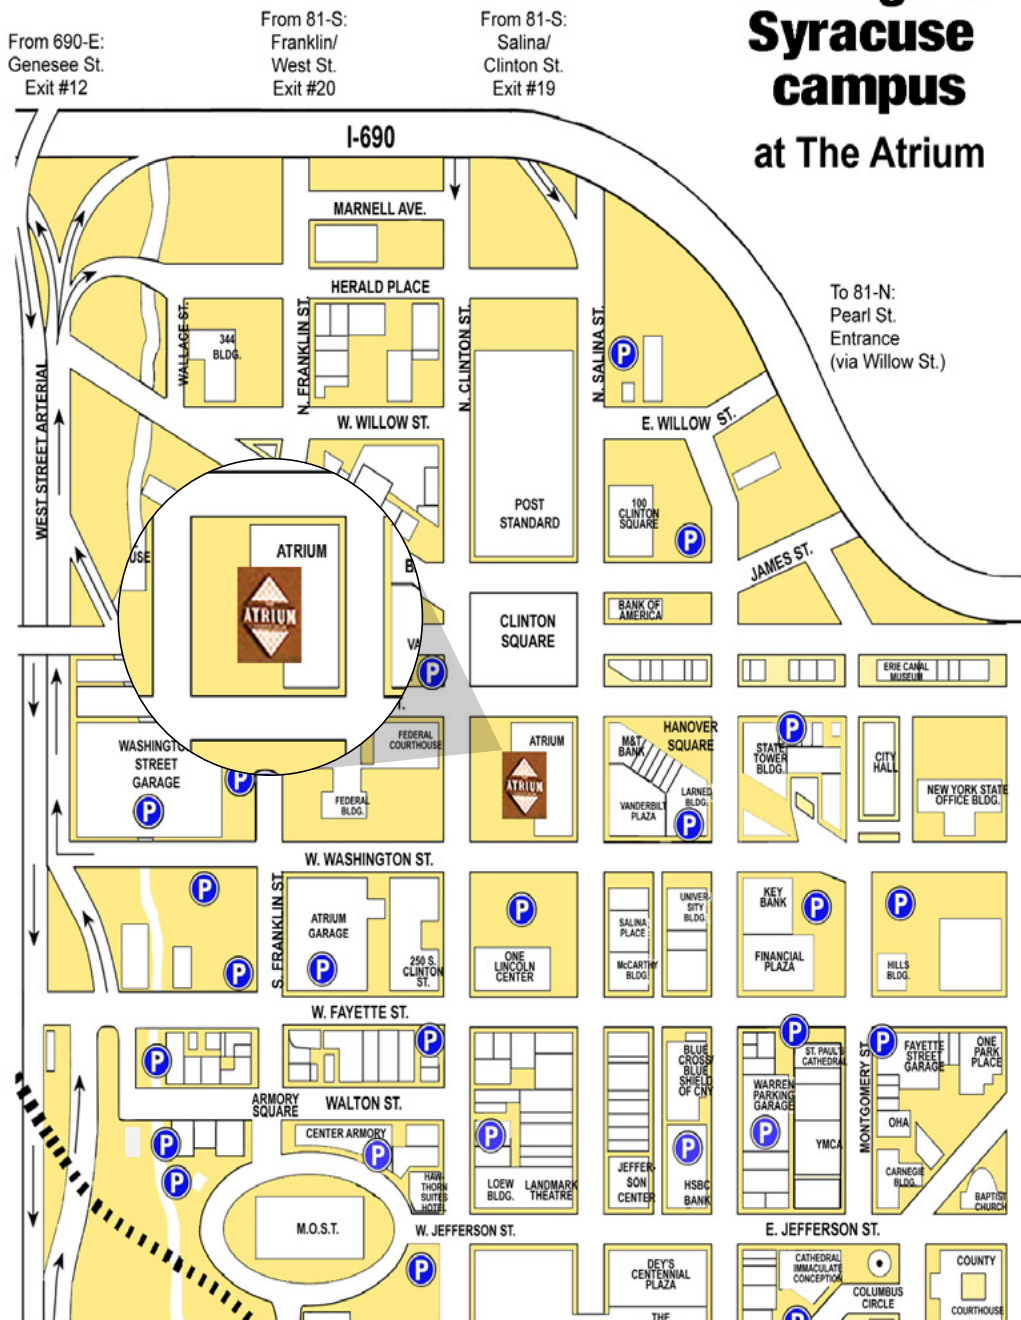 Syracuse
campus
at The Atrium
From 690-E:
Genesee St.
Exit #12
From 81-S:
Franklin/
West St.
Exit #20
From 81-S:
Salina/
Clinton St.
Exit #19
I-690
MARNELL AVE.
HERALD PLACE
To 81-N:
Pearl St.
Entrance
(via Willow St.)
WALLACE ST.
344
BLDG.
N. FRANKLIN ST.
N. CLINTON ST.
N. SALINA ST.
P
WEST STREET ARTERIAL
W. WILLOW ST.
E. WILLOW ST.
POST
STANDARD
100
CLINTON
SQUARE
P
JAMES ST.
USE
ATRIUM
ATRIUM
B
VA
T.
P
CLINTON
SQUARE
BANK OF
AMERICA
ERIE CANAL
MUSEUM
WASHINGTO
STREET
GARAGE
P
P
FEDERAL
COURTHOUSE
FEDERAL
BLDG.
ATRIUM
ATRIUM
M&T
BANK
HANOVER
SQUARE
VANDERBILT
PLAZA
LARNED
BLDG.
P
P
STATE
TOWER
BLDG.
CITY
HALL
NEW YORK STATE
OFFICE BLDG.
W. WASHINGTON ST.
P
P
S. FRANKLIN ST.
ATRIUM
GARAGE
P
250 S.
CLINTON
ST.
P
ONE
LINCOLN
CENTER
SALINA
PLACE
McCARTHY
BLDG.
UNIVER-
SITY
BLDG.
KEY
BANK
P
FINANCIAL
PLAZA
P
HILLS
BLDG.
W. FAYETTE ST.
P
P
ARMORY
SQUARE
WALTON ST.
P
P
CENTER ARMORY
P
HAW-
THORN
SUITES
HOTEL
M.O.S.T.
P
LOEW
BLDG.
LANDMARK
THEATRE
JEFFER-
SON
CENTER
BLUE
CROSS/
BLUE
SHIELD
OF CNY
P
HSBC
BANK
P
WARREN
PARKING
GARAGE
P
ST. PAUL'S
CATHEDRAL
YMCA
MONTGOMERY ST.
P
FAYETTE
STREET
GARAGE
ONE
PARK
PLACE
OHA
CARNEGIE
BLDG.
BAPTIST
CHURCH
W. JEFFERSON ST.
E. JEFFERSON ST.
P
DEY'S
CENTENNIAL
PLAZA
THE
CATHEDRAL
IMMACULATE
CONCEPTION
P
COLUMBUS
CIRCLE
COUNTY
COURTHOUSE